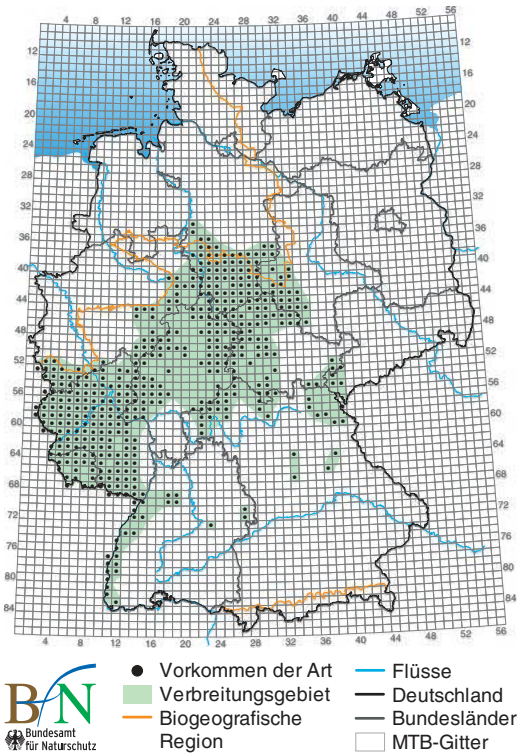 4 8 12 16 20 24 28 32 36 40 44 48 52 56
12
16
20
24
28
32
36
40
44
48
52
56
60
64
68
72
76
80
84
12
16
20
24
28
32
36
40
44
48
52
56
60
64
68
72
76
80
84
4 8 12 16 20 24 28 32 36 40 44 48 52 56
BfN
Bundesamt
für Naturschutz
Vorkommen der Art
Verbreitungsgebiet
Biogeografische
Region
Flüsse
Deutschland
Bundesländer
MTB-Gitter